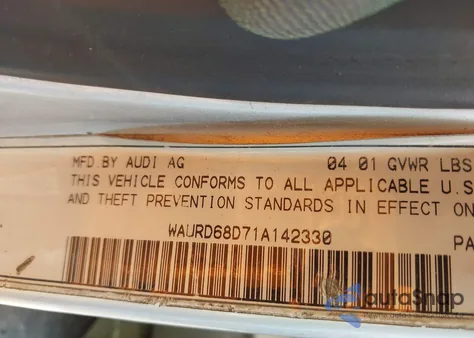 MFD BY AUDI AG 04 01 GVWR LBS
THIS VEHICLE CONFORMS TO ALL APPLICABLE U.S
AND THEFT PREVENTION STANDARDS IN EFFECT ON
WAURD68D71A142330 PA
autoSnap